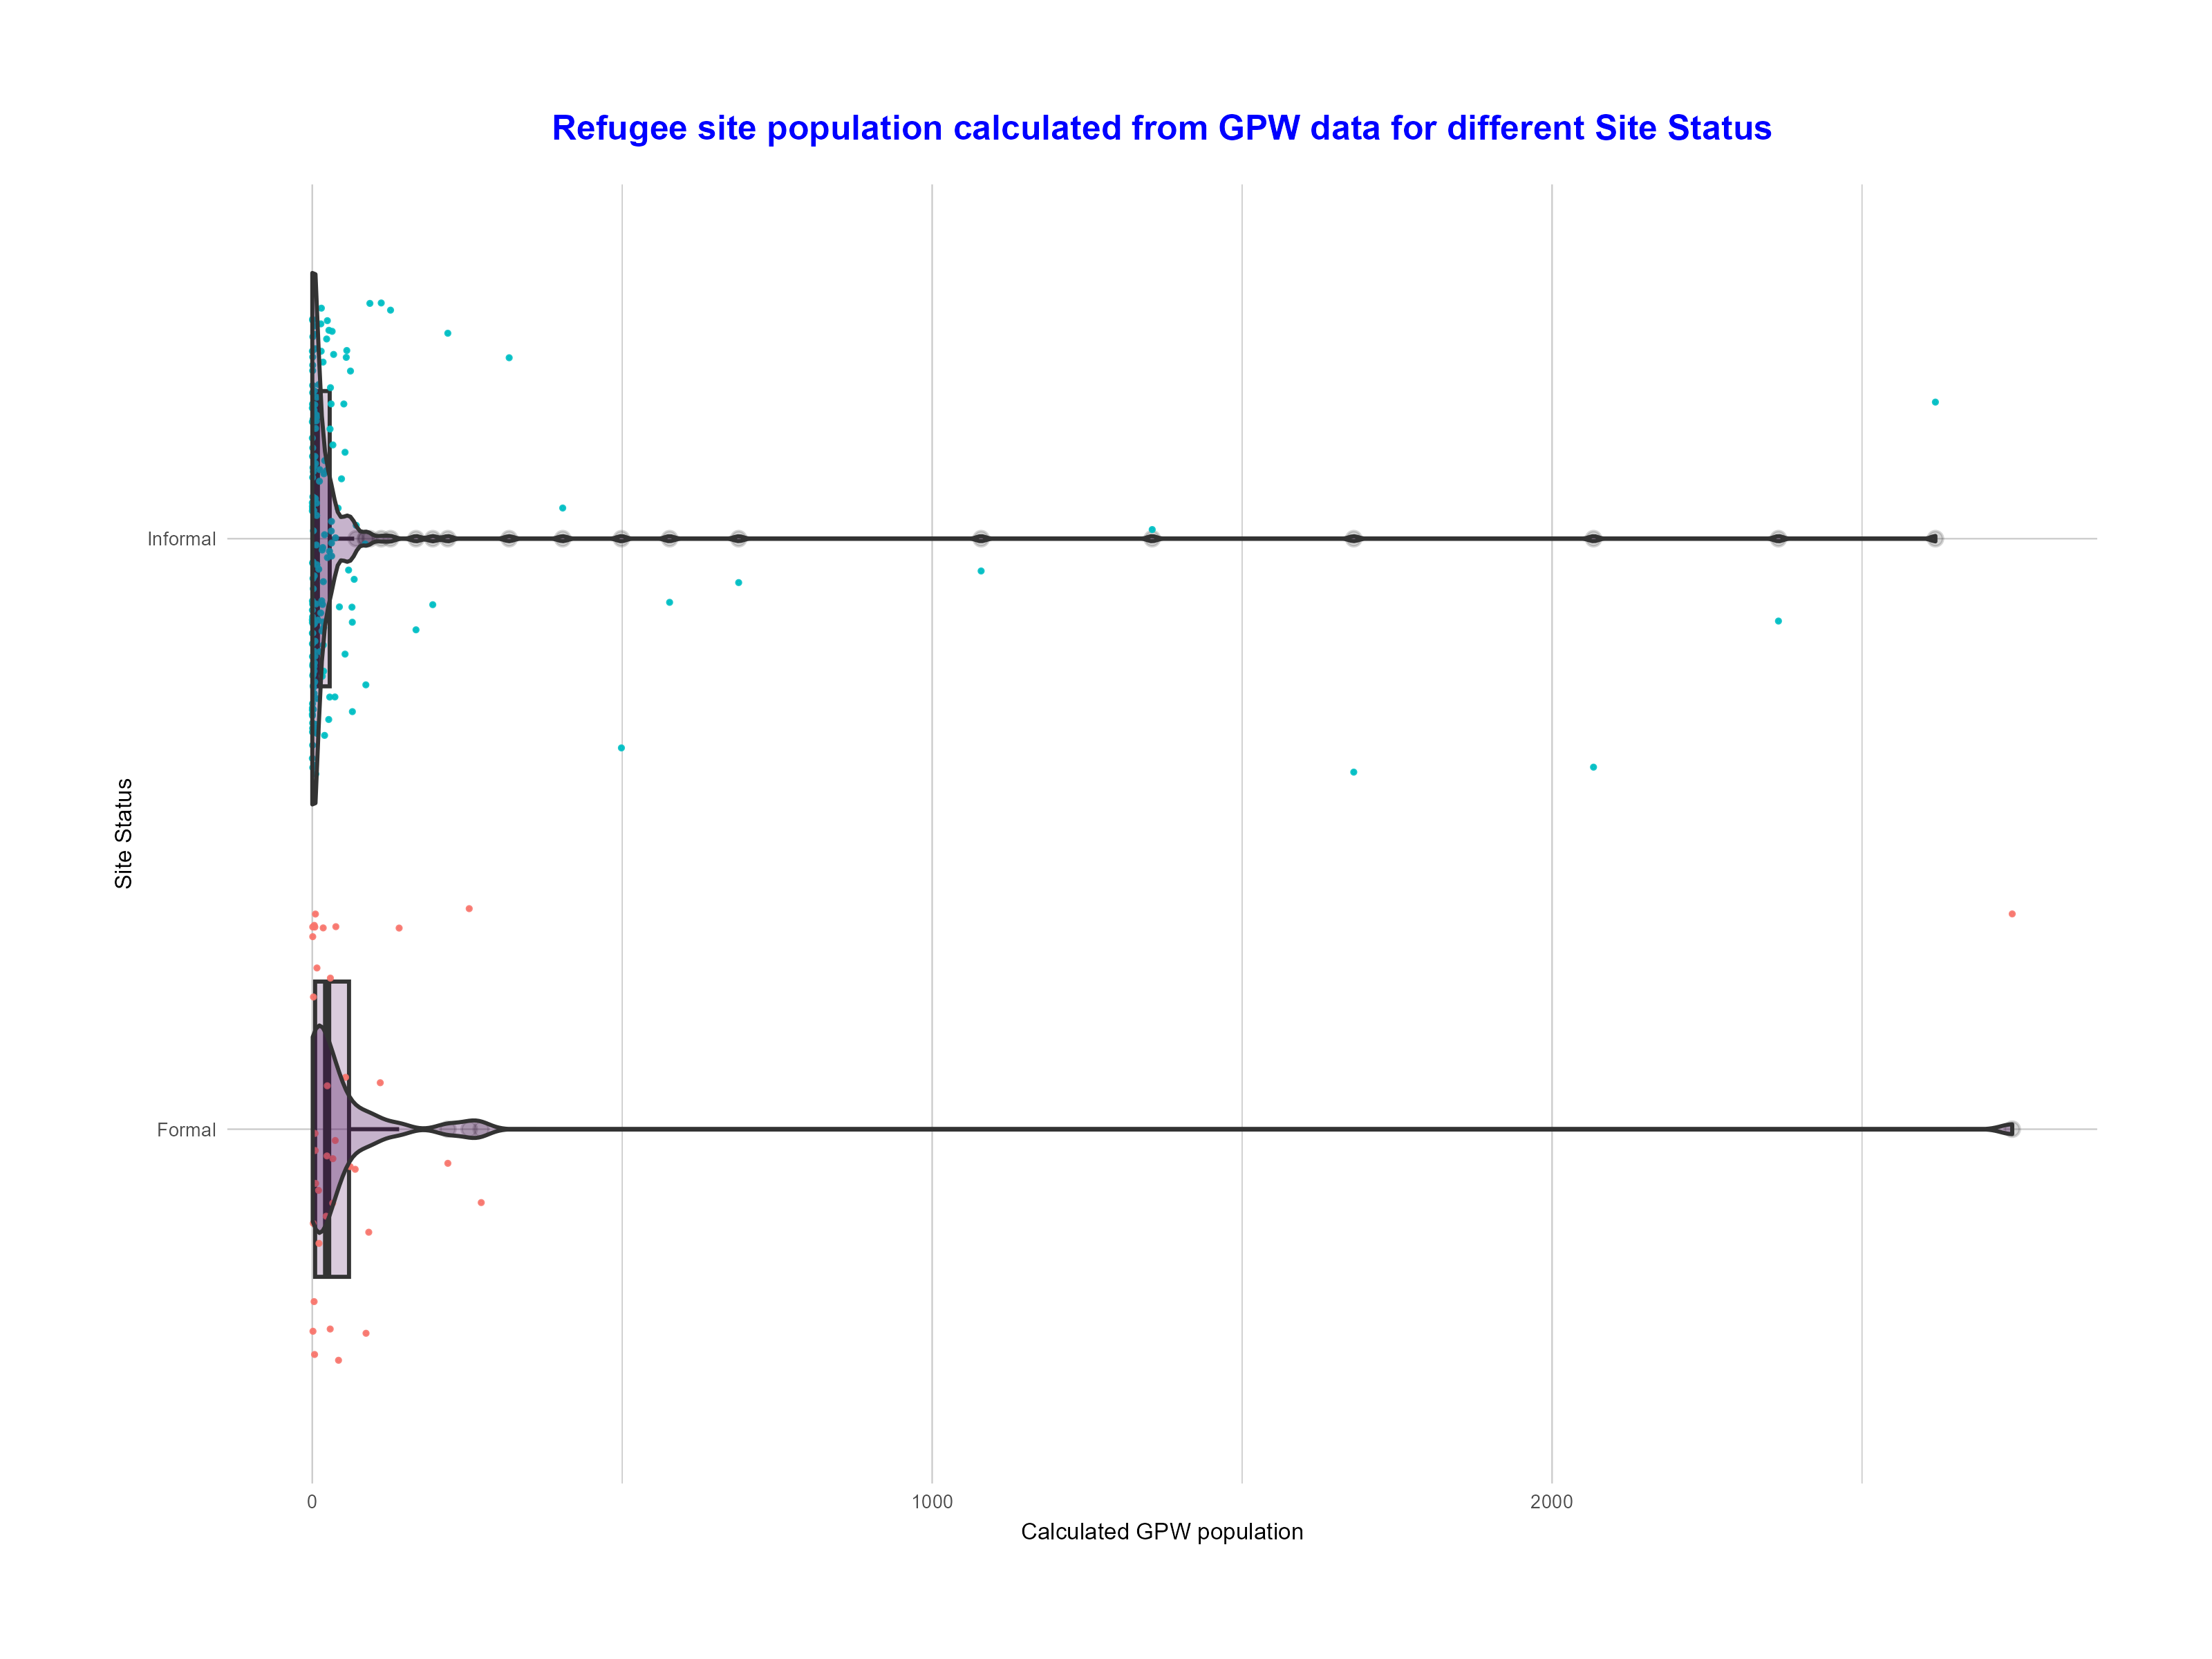 Refugee site population calculated from GPW data for different Site Status
Informal
Site Status
Formal
0
1000
2000
Calculated GPW population